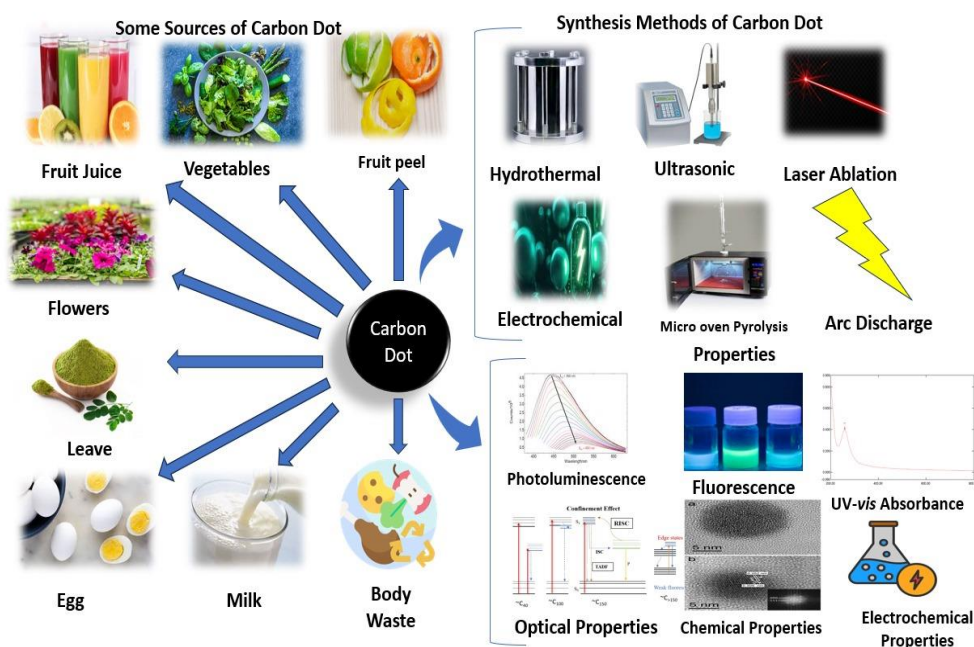 Some Sources of Carbon Dot
Fruit Juice
Vegetables
Fruit peel
Flowers
Leave
Egg
Milk
Body
Waste
Carbon
Dot
Synthesis Methods of Carbon Dot
Hydrothermal
Ultrasonic
Laser Ablation
Electrochemical
Micro oven Pyrolysis
Arc Discharge
Properties
Photoluminescence
Fluorescence
UV-vis Absorbance
Confinement Effect
RISC
ISC
TADF
Edge states
a
5 nm
b
5 nm
Optical Properties
Chemical Properties
Electrochemical
Properties